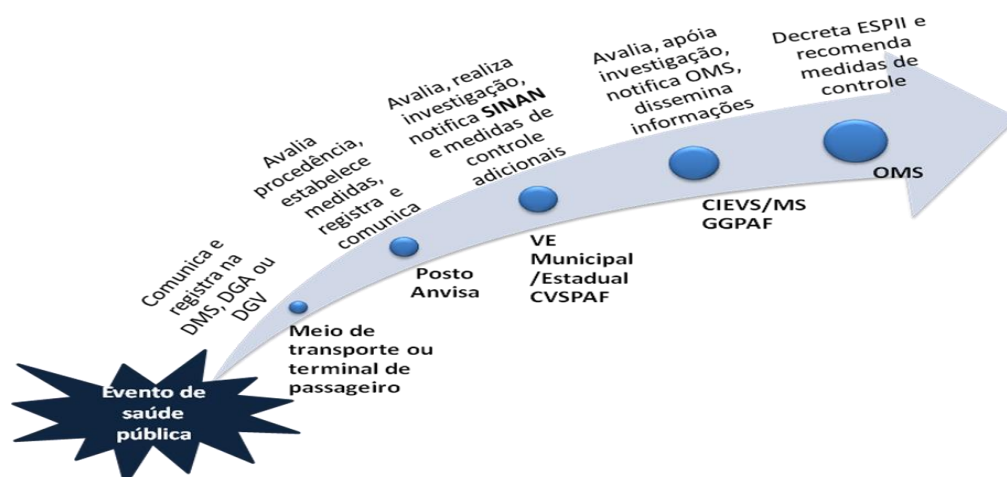 Evento de
saúde
pública
Comunica e
registra na
DMS, DGA ou
DGV
Meio de
transporte ou
terminal de
passageiro
Avalia
procedência,
estabelece
medidas,
registra e
comunica
Posto
Anvisa
Avalia, realiza
investigação,
notifica SINAN
e medidas de
controle
adicionais
VE
Municipal
/Estadual
CVSPAF
Avalia, apóia
investigação,
notifica OMS,
dissemina
informações
CIEVS/MS
GGPAF
Decreta ESPII e
recomenda
medidas de
controle
OMS